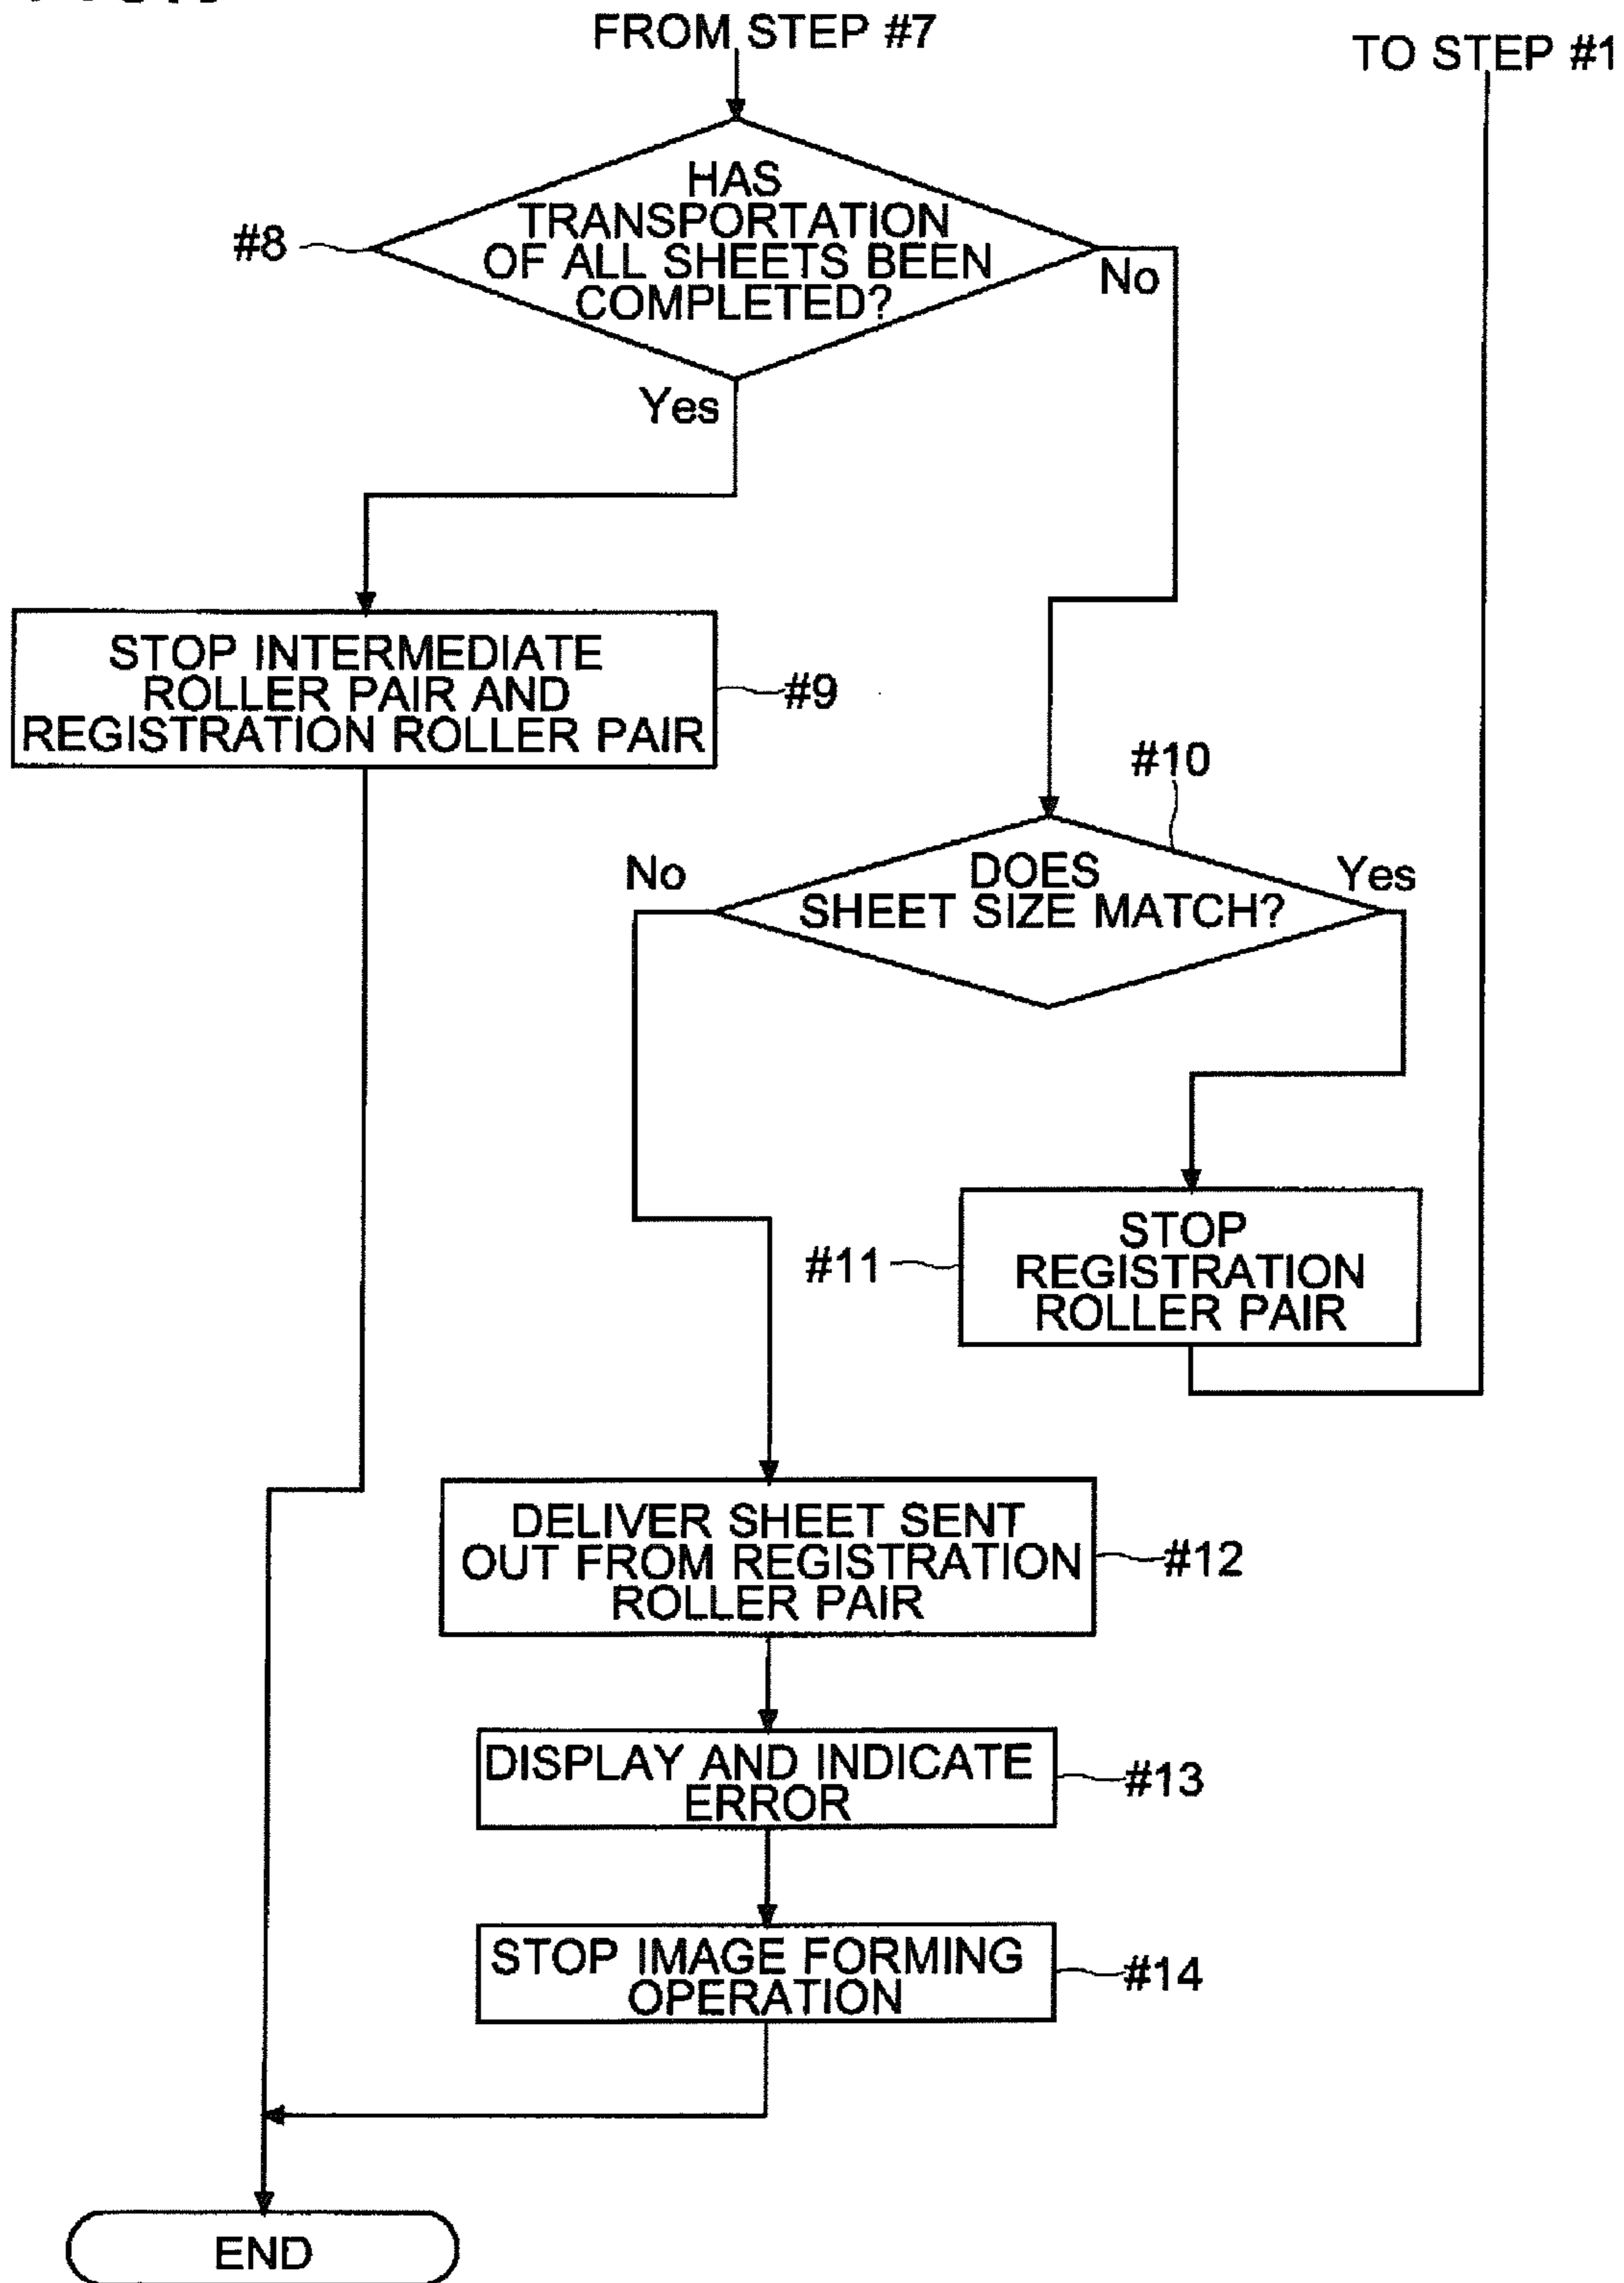 FROM STEP #7
TO STEP #1
HAS
TRANSPORTATION
OF ALL SHEETS BEEN
COMPLETED?
#8
No
Yes
STOP INTERMEDIATE
ROLLER PAIR AND
REGISTRATION ROLLER PAIR
#9
#10
No
DOES
SHEET SIZE MATCH?
Yes
STOP
REGISTRATION
ROLLER PAIR
#11
DELIVER SHEET SENT
OUT FROM REGISTRATION
ROLLER PAIR
#12
DISPLAY AND INDICATE
ERROR
#13
STOP IMAGE FORMING
OPERATION
#14
END